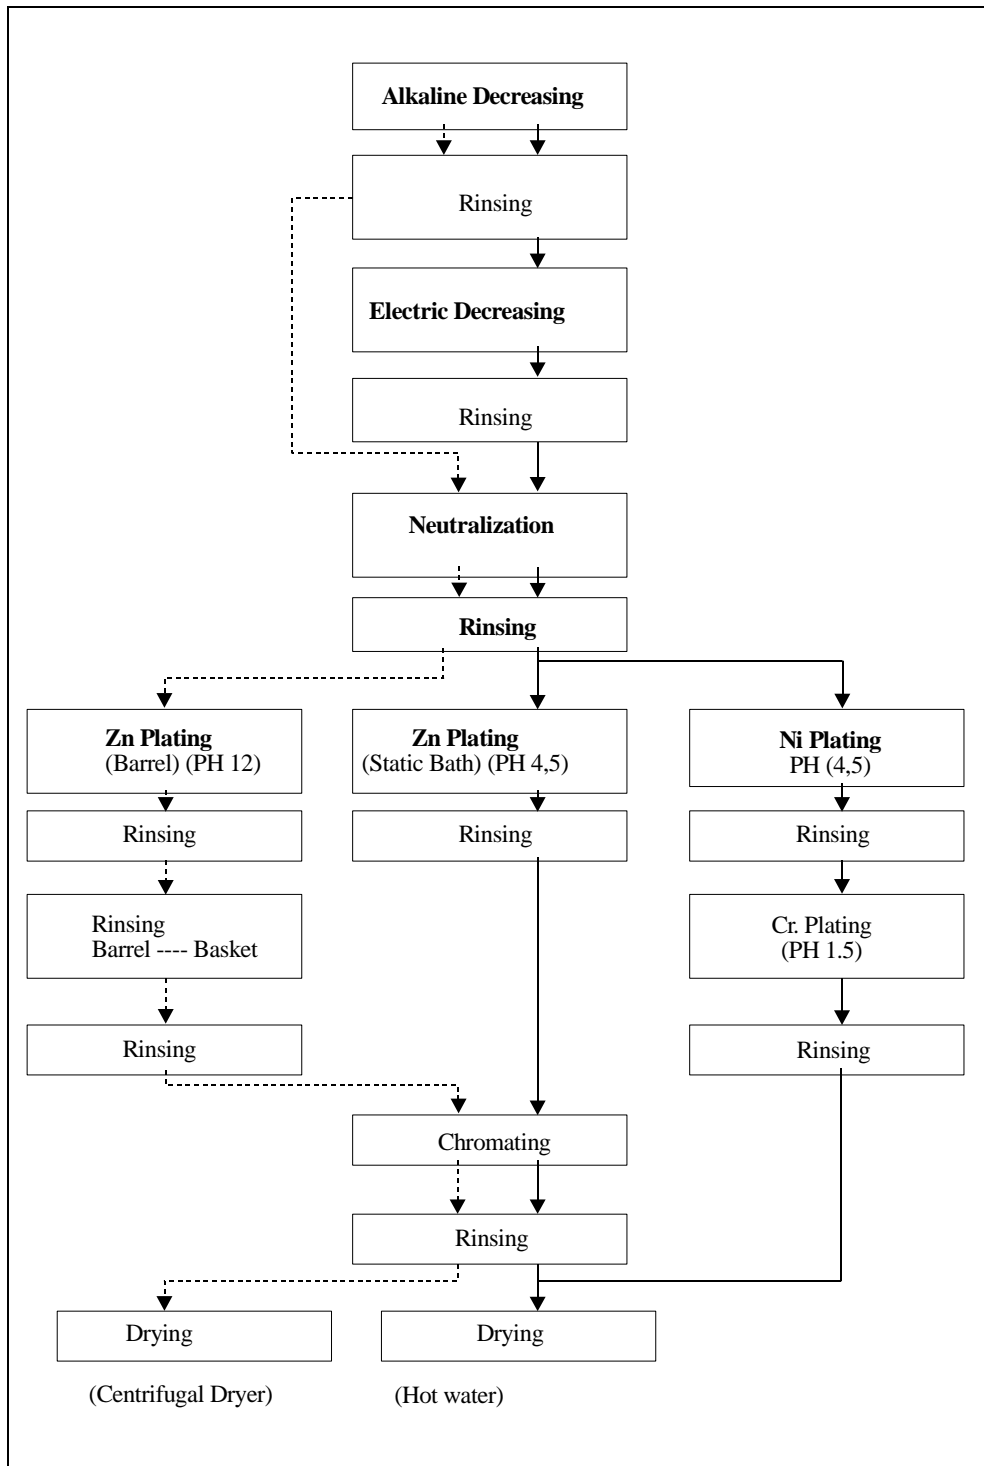 Alkaline Decreasing
Rinsing
Electric Decreasing
Rinsing
Neutralization
Rinsing
Zn Plating
(Barrel) (PH 12)
Zn Plating
(Static Bath) (PH 4,5)
Ni Plating
PH (4,5)
Rinsing
Rinsing
Rinsing
Rinsing
Barrel ---- Basket
Cr. Plating
(PH 1.5)
Rinsing
Rinsing
Chromating
Rinsing
Drying
Drying
(Centrifugal Dryer)
(Hot water)